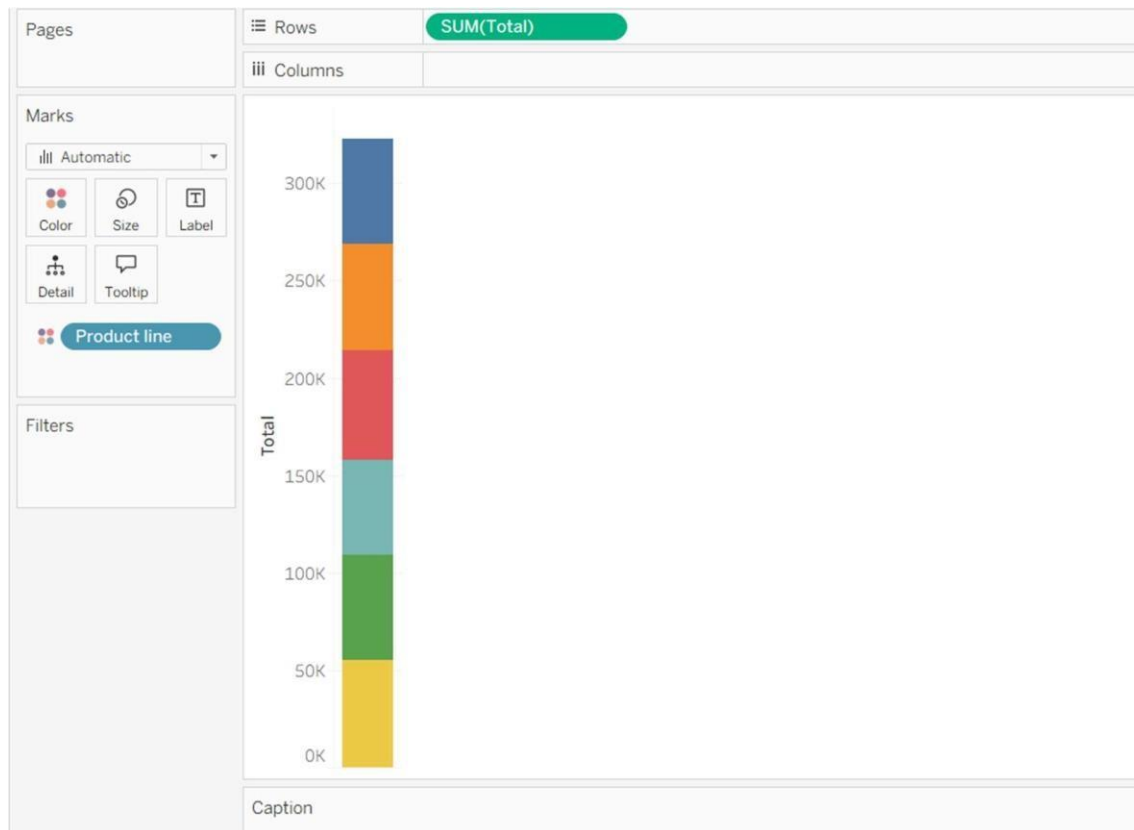 Pages
Rows
SUM(Total)
iii Columns
Marks
Automatic
Color
Size
T
Label
Detail
Tooltip
Product line
Filters
Total
300K
250K
200K
150K
100K
50K
0K
Caption